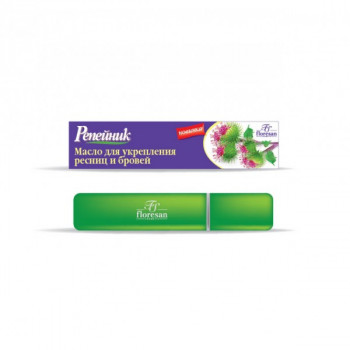 Репейник
Масло для укрепления
ресниц и бровей
floresan
floresan